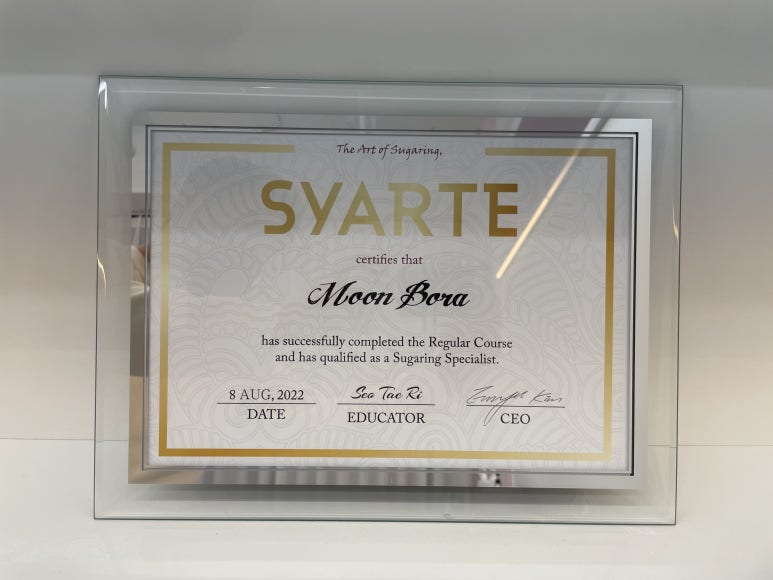 The Art of Sugaring,
SYARTE
certifies that
Moon Bora
has successfully completed the Regular Course
and has qualified as a Sugaring Specialist.
8 AUG, 2022
DATE
Seo Tae Ri
EDUCATOR
CEO